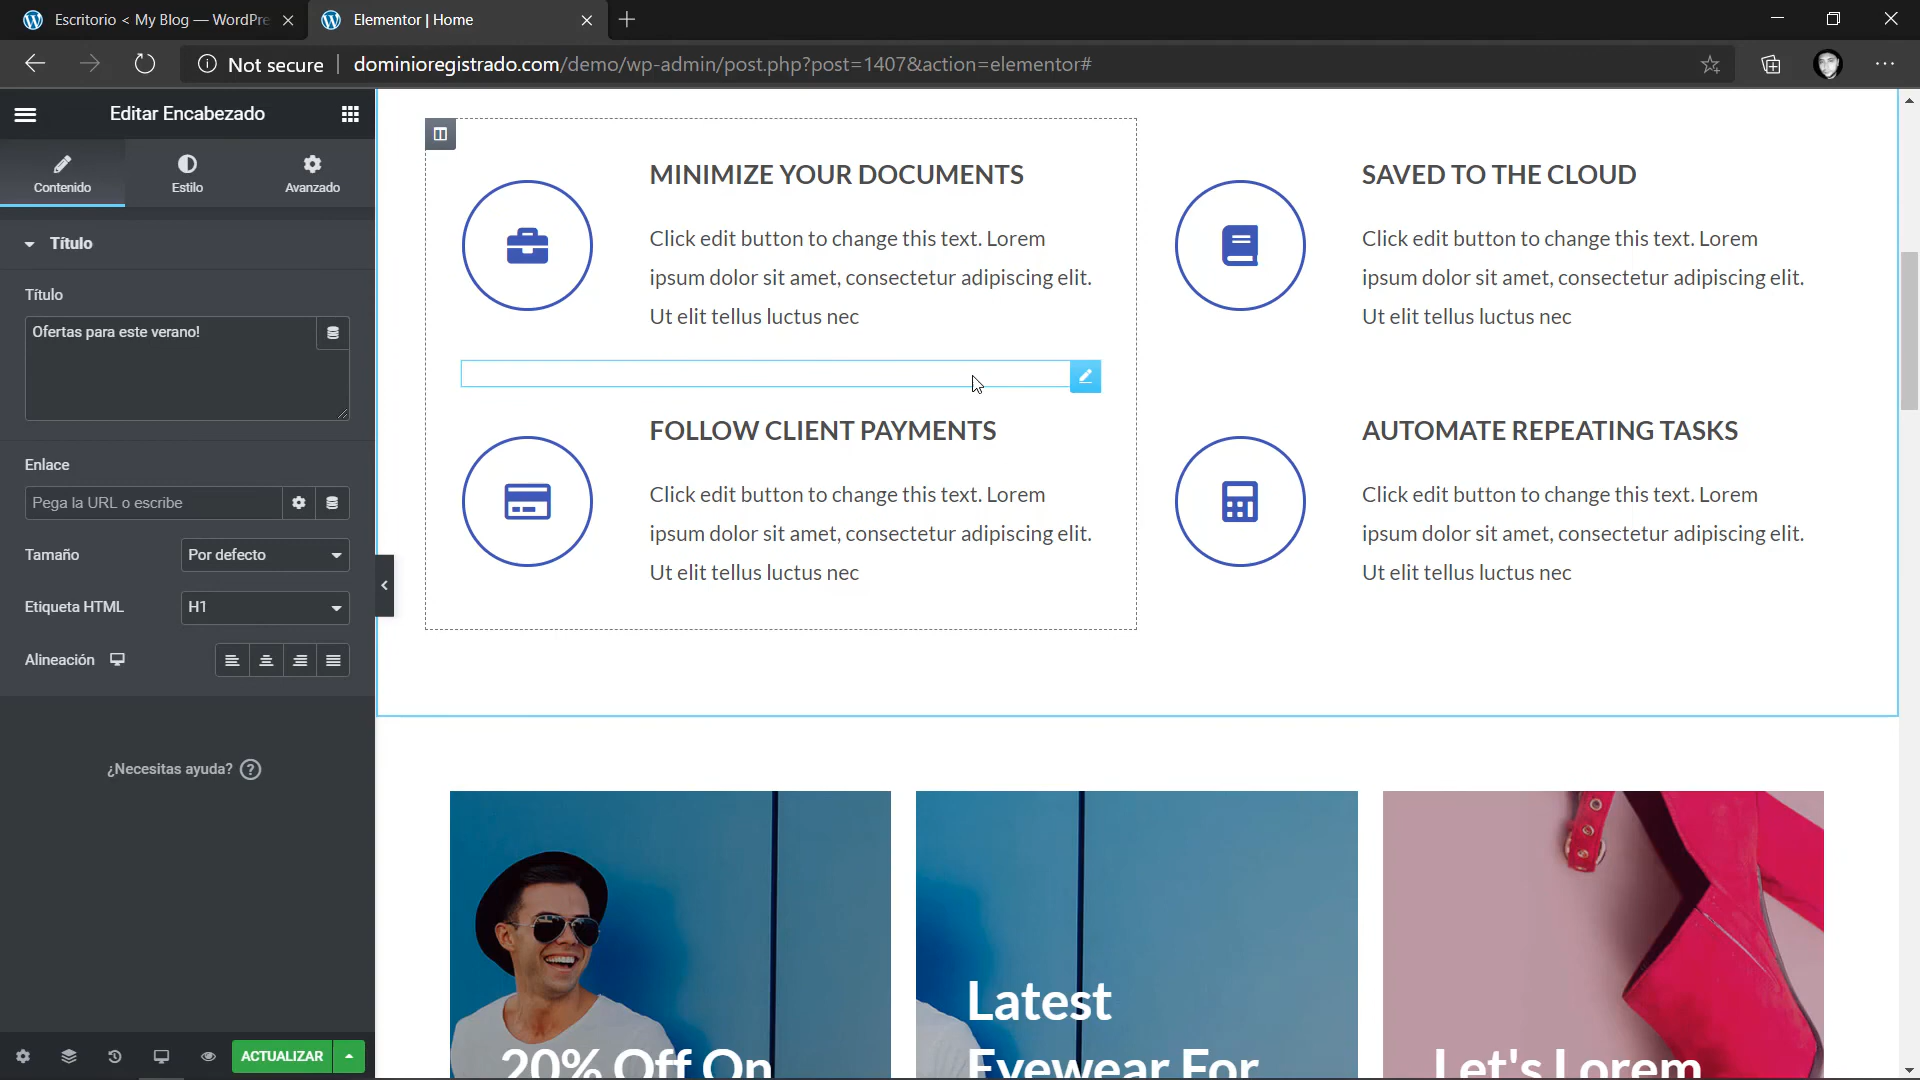 Escritorio < My Blog — WordPre
Elementor | Home
Not secure
dominioregistrado.com/demo/wp-admin/post.php?post=1407&action=elementor#
Editar Encabezado
Contenido
Estilo
Avanzado
Título
Título
Ofertas para este verano!
Enlace
Pega la URL o escribe
Tamaño
Por defecto
Etiqueta HTML
H1
Alineación
¿Necesitas ayuda? ?
ACTUALIZAR
MINIMIZE YOUR DOCUMENTS
Click edit button to change this text. Lorem
ipsum dolor sit amet, consectetur adipiscing elit.
Ut elit tellus luctus nec
SAVED TO THE CLOUD
Click edit button to change this text. Lorem
ipsum dolor sit amet, consectetur adipiscing elit.
Ut elit tellus luctus nec
FOLLOW CLIENT PAYMENTS
Click edit button to change this text. Lorem
ipsum dolor sit amet, consectetur adipiscing elit.
Ut elit tellus luctus nec
AUTOMATE REPEATING TASKS
Click edit button to change this text. Lorem
ipsum dolor sit amet, consectetur adipiscing elit.
Ut elit tellus luctus nec
20% Off On
Latest
Eyewear For
Let's Lorem